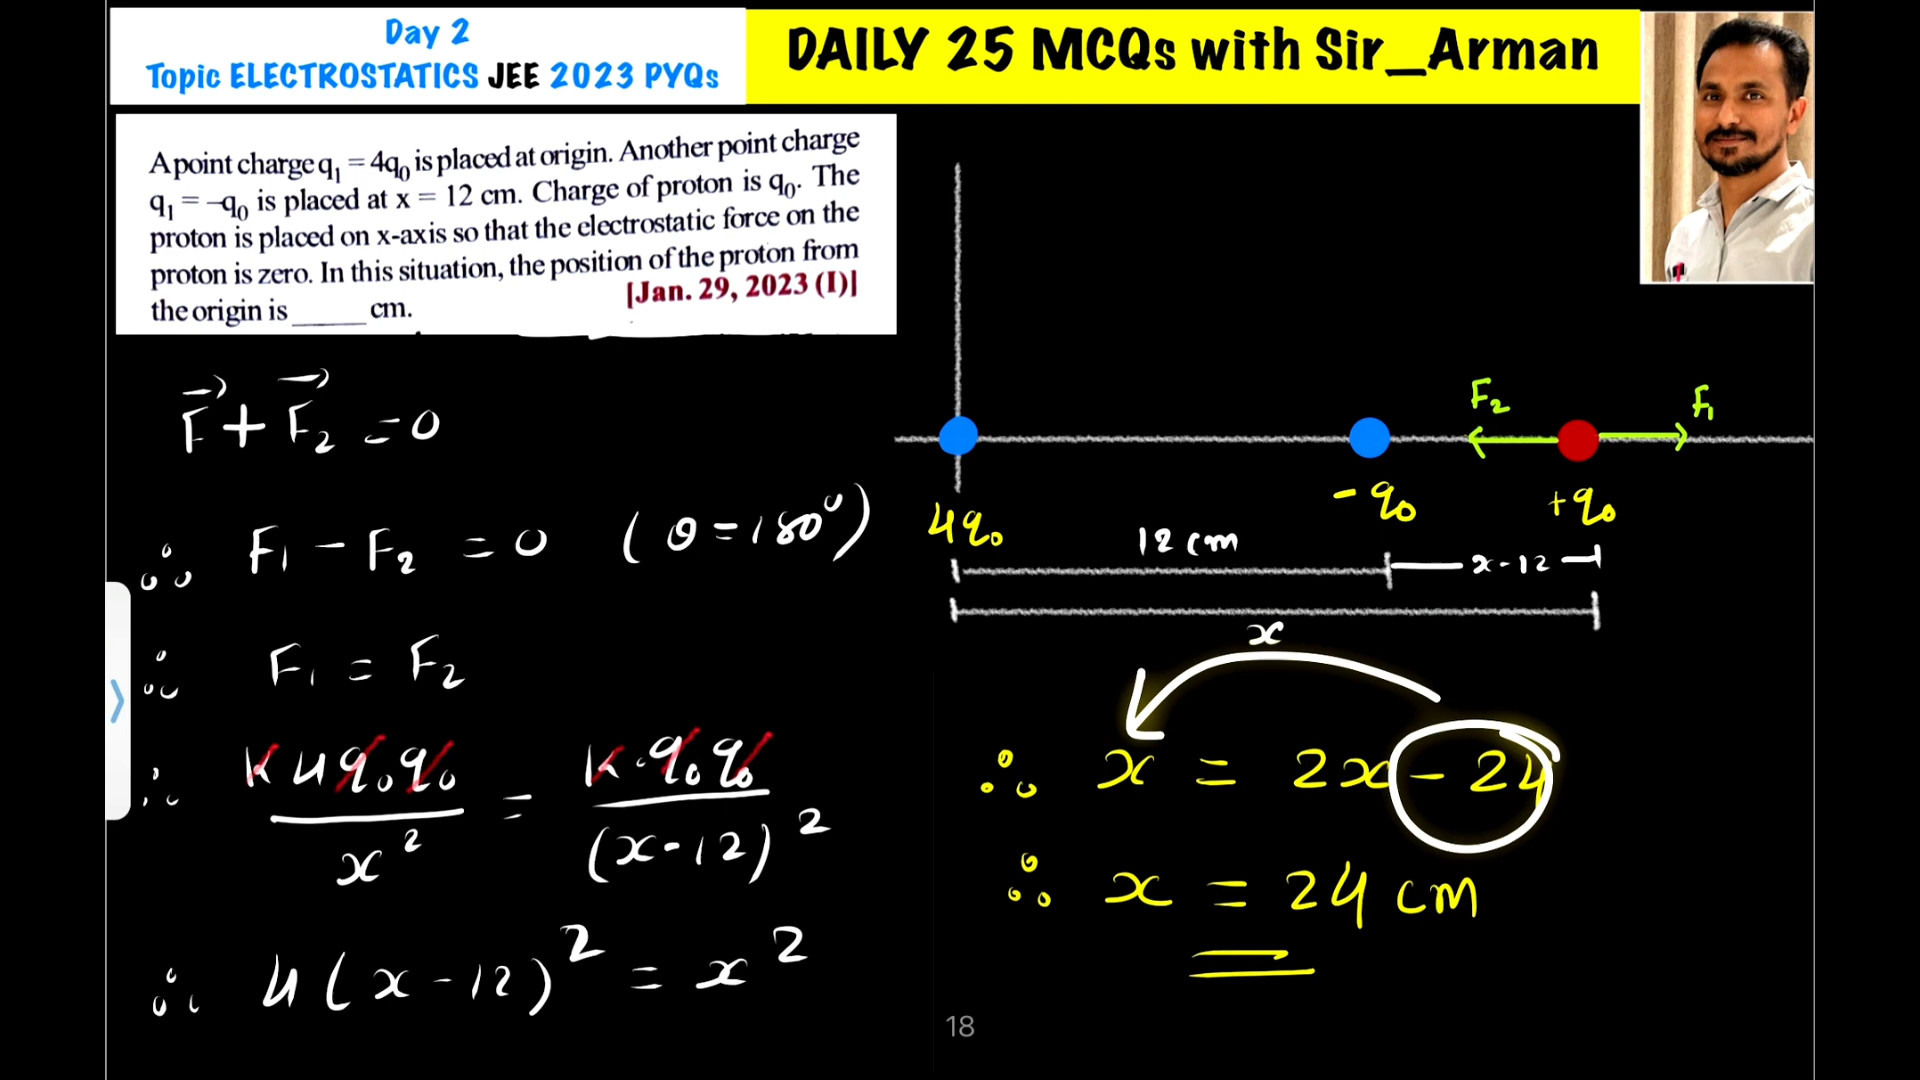 Day 2
Topic ELECTROSTATICS JEE 2023 PYQs
DAILY 25 MCQs with Sir_Arman
A point charge q₁ = 4q₀ is placed at origin. Another point charge
q₁ = –q₀ is placed at x = 12 cm. Charge of proton is q₀. The
proton is placed on x-axis so that the electrostatic force on the
proton is zero. In this situation, the position of the proton from
the origin is _____ cm.
[Jan. 29, 2023 (I)]
F⃗ + F⃗₂ = 0
∴ F₁ – F₂ = 0 (θ = 180°)
∴ F₁ = F₂
∴ K4q₀q₀ / x² = K·q₀q₀ / (x-12)²
∴ 4(x-12)² = x²
F₂
F₁
4q₀
-q₀
+q₀
12 cm
x-12
x
∴ x = 2x - 24
∴ x = 24 cm
18